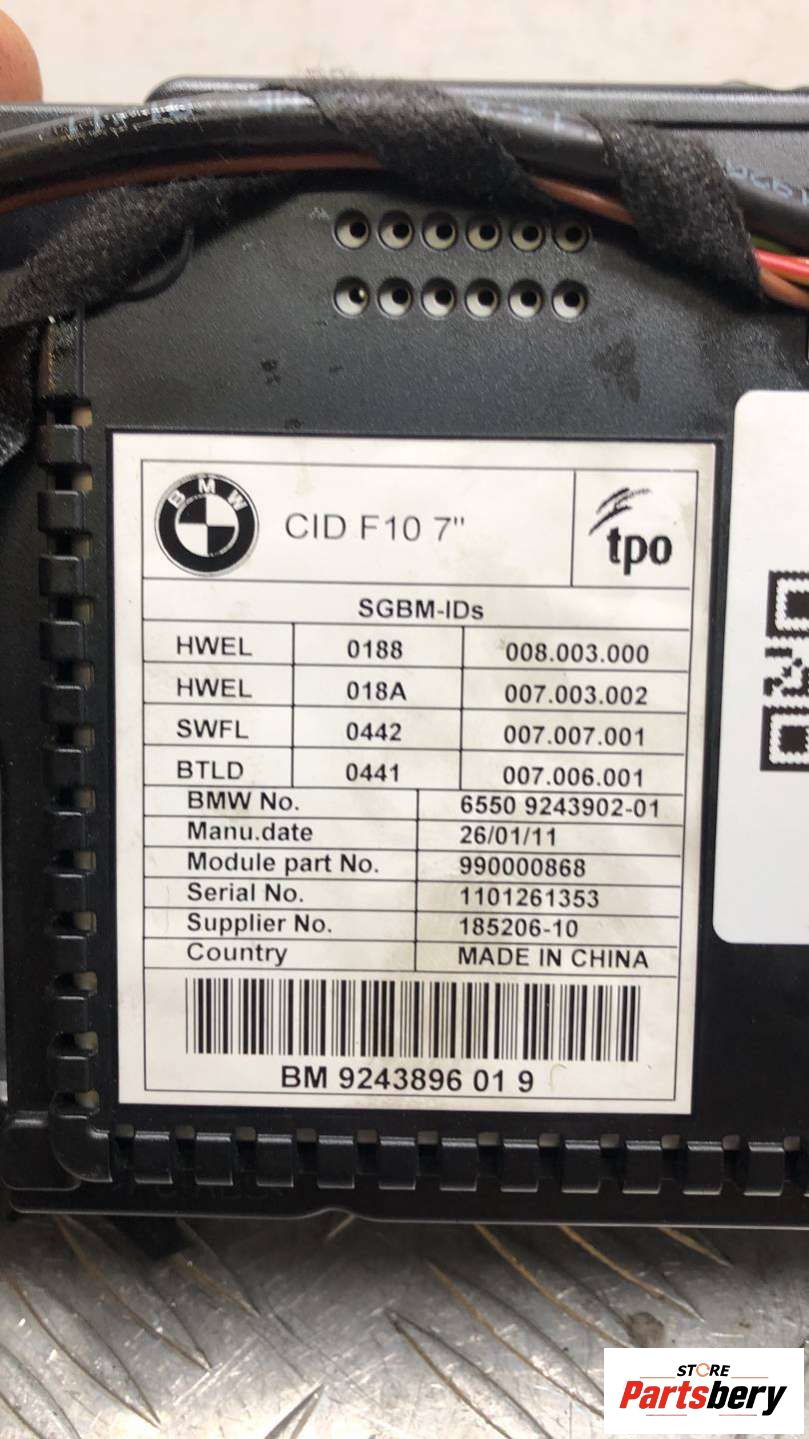 BMW
CID F10 7"
tpo
SGBM-IDs
HWEL 0188 008.003.000
HWEL 018A 007.003.002
SWFL 0442 007.007.001
BTLD 0441 007.006.001
BMW No. 6550 9243902-01
Manu.date 26/01/11
Module part No. 990000868
Serial No. 1101261353
Supplier No. 185206-10
Country MADE IN CHINA
BM 9243896 01 9
STORE
Partsbery